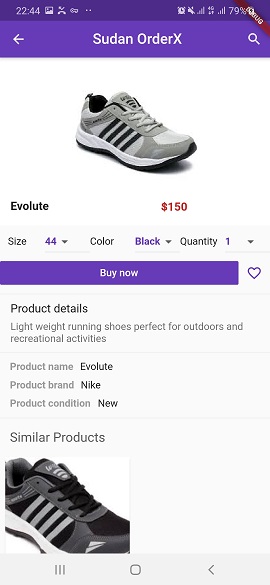 22:44 79%
DEBUG
Sudan OrderX
Evolute $150
Size 44 Color Black Quantity 1
Buy now
Product details
Light weight running shoes perfect for outdoors and
recreational activities
Product name Evolute
Product brand Nike
Product condition New
Similar Products